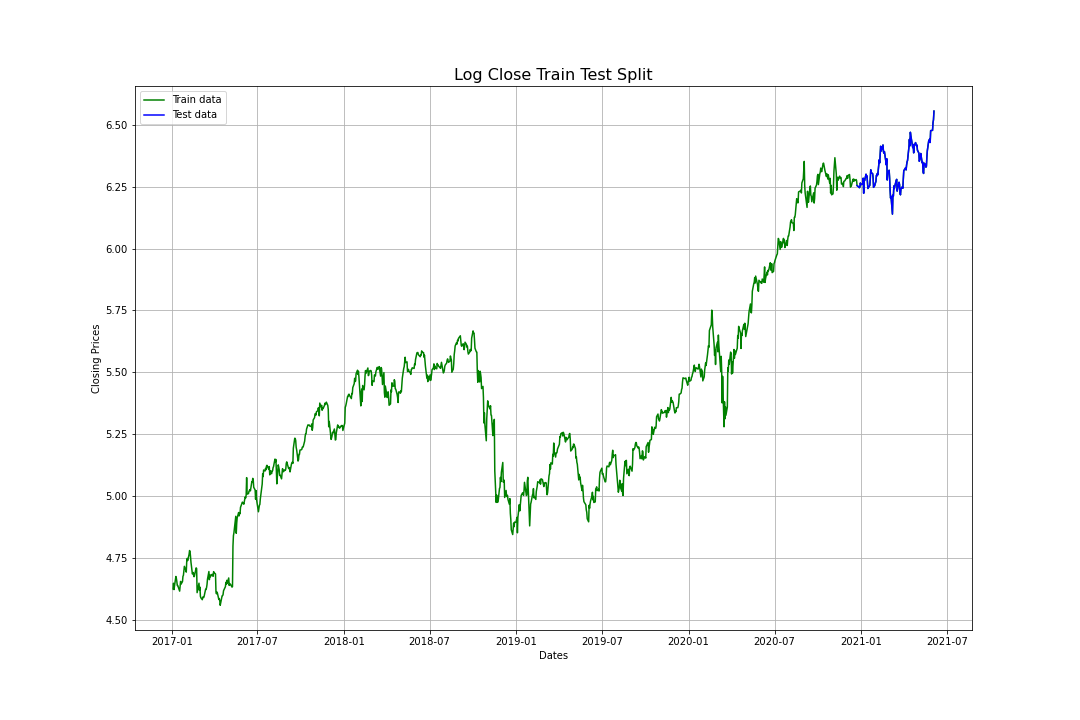 Log Close Train Test Split
Train data
Test data
6.50
6.25
6.00
5.75
5.50
5.25
5.00
4.75
4.50
Closing Prices
2017-01 2017-07 2018-01 2018-07 2019-01 2019-07 2020-01 2020-07 2021-01 2021-07
Dates